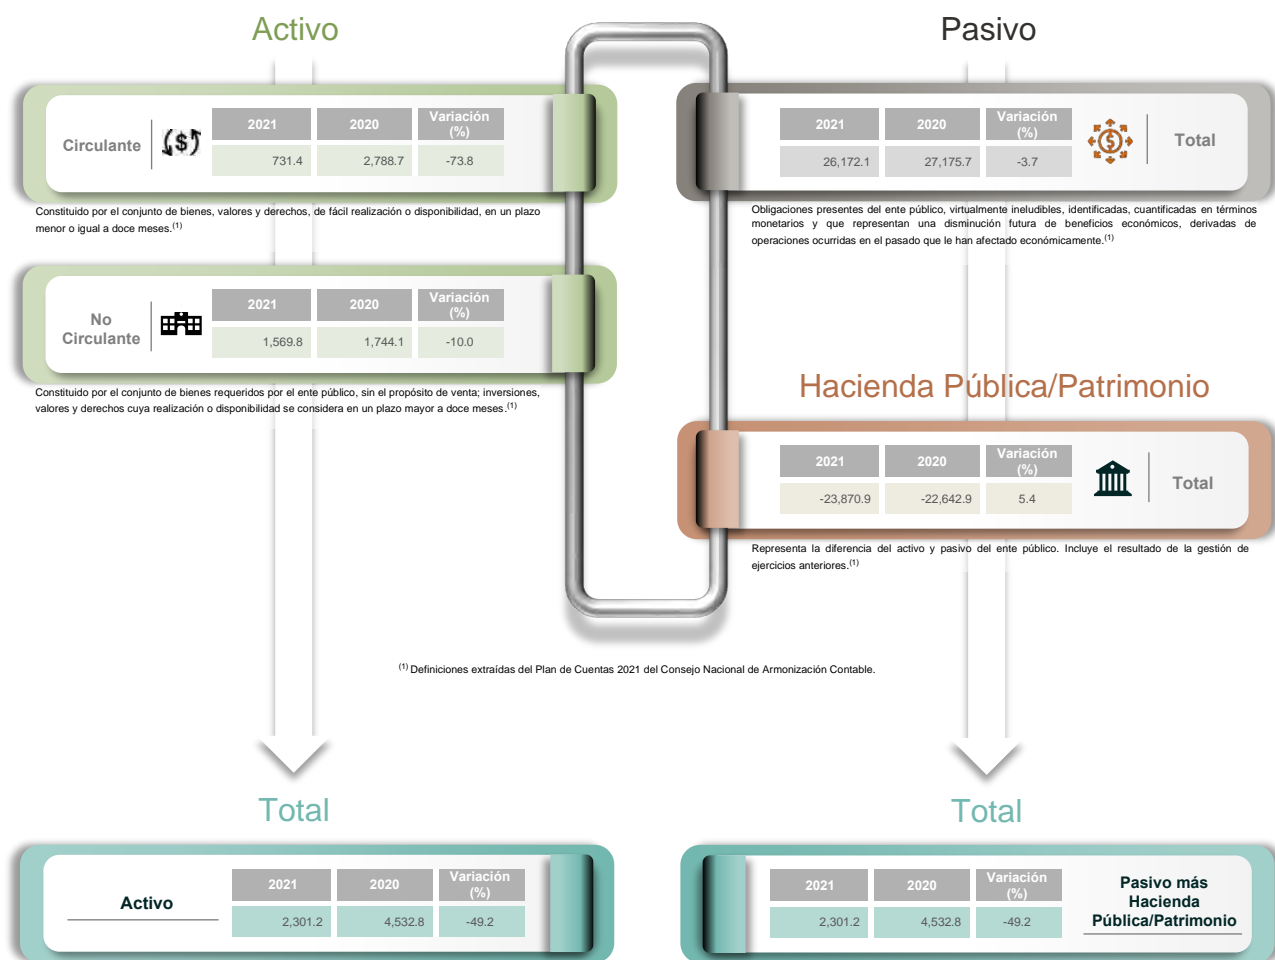 Activo
Circulante
2021 2020 Variación (%)
731.4 2,788.7 -73.8
Constituido por el conjunto de bienes, valores y derechos, de fácil realización o disponibilidad, en un plazo
menor o igual a doce meses.(1)
No
Circulante
2021 2020 Variación (%)
1,569.8 1,744.1 -10.0
Constituido por el conjunto de bienes requeridos por el ente público, sin el propósito de venta; inversiones,
valores y derechos cuya realización o disponibilidad se considera en un plazo mayor a doce meses.(1)
Pasivo
2021 2020 Variación (%)
26,172.1 27,175.7 -3.7
Total
Obligaciones presentes del ente público, virtualmente ineludibles, identificadas, cuantificadas en términos
monetarios y que representan una disminución futura de beneficios económicos, derivadas de
operaciones ocurridas en el pasado que le han afectado económicamente.(1)
Hacienda Pública/Patrimonio
2021 2020 Variación (%)
-23,870.9 -22,642.9 5.4
Total
Representa la diferencia del activo y pasivo del ente público. Incluye el resultado de la gestión de
ejercicios anteriores.(1)
(1) Definiciones extraídas del Plan de Cuentas 2021 del Consejo Nacional de Armonización Contable.
Total
Activo
2021 2020 Variación (%)
2,301.2 4,532.8 -49.2
Total
2021 2020 Variación (%)
2,301.2 4,532.8 -49.2
Pasivo más
Hacienda
Pública/Patrimonio